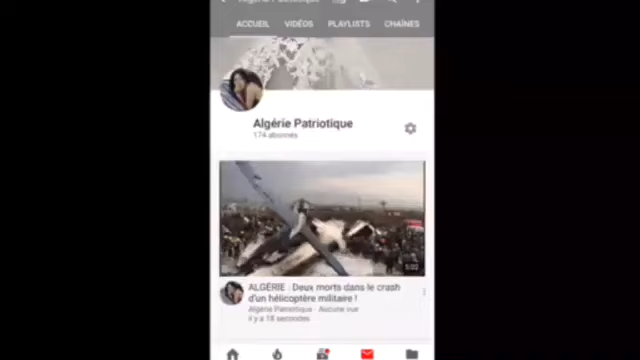 ACCUEIL VIDÉOS PLAYLISTS CHAÎNES
Algérie Patriotique
174 abonnés
5:02
ALGÉRIE : Deux morts dans le crash
d'un hélicoptère militaire !
Algérie Patriotique · Aucune vue
il y a 18 secondes